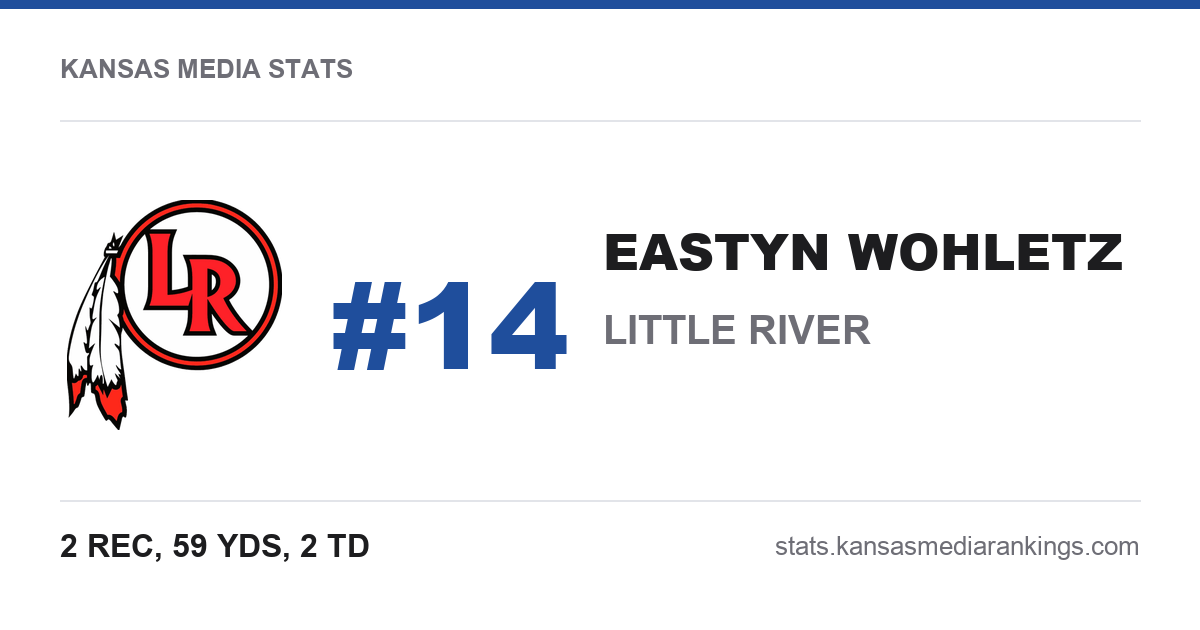 KANSAS MEDIA STATS
LR
#14
EASTYN WOHLETZ
LITTLE RIVER
2 REC, 59 YDS, 2 TD
stats.kansasmediarankings.com